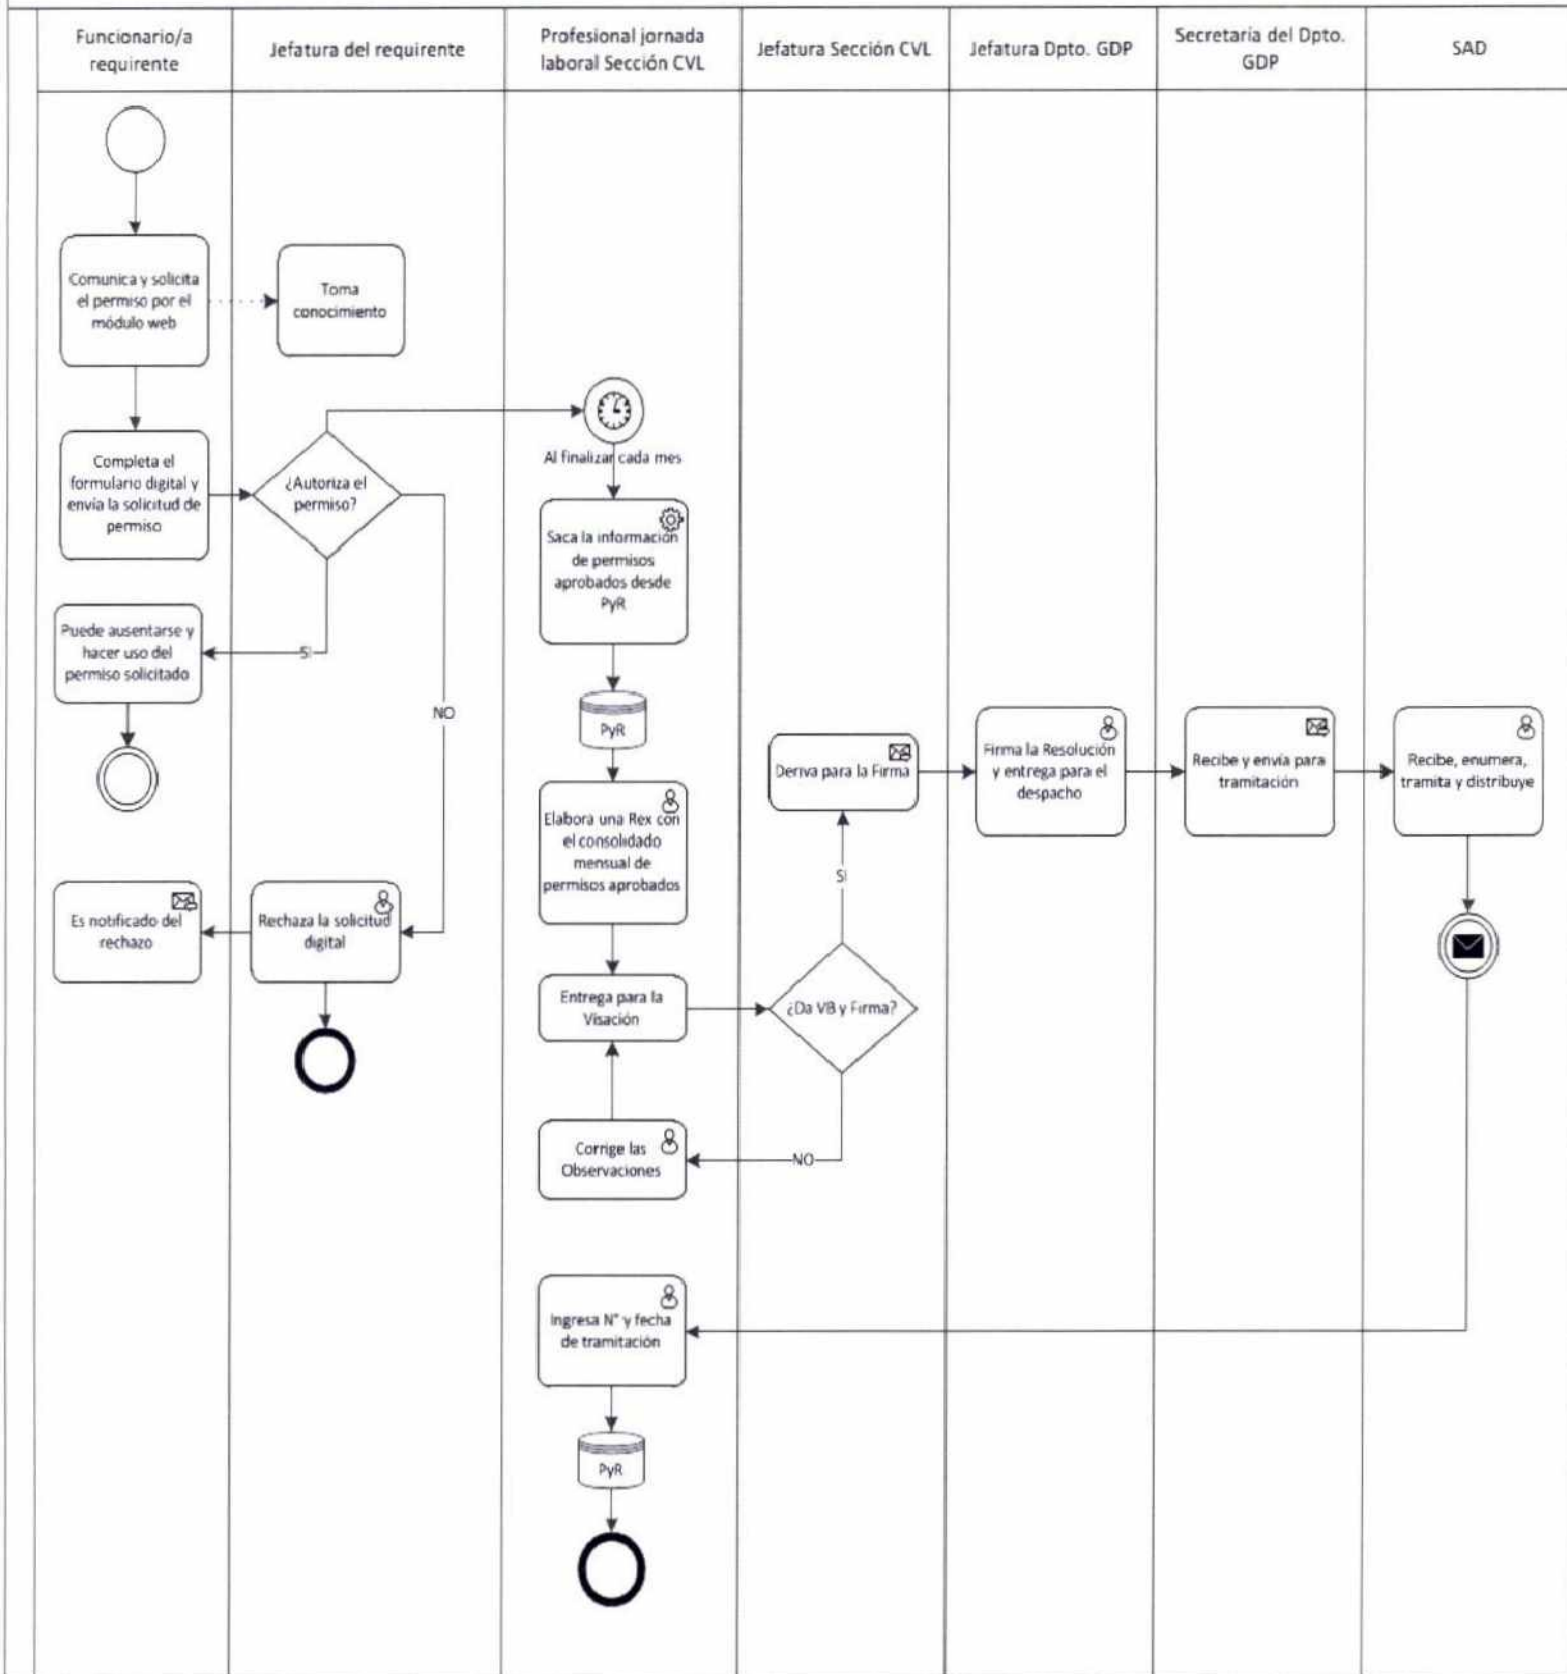 Funcionario/a
requirente
Jefatura del requirente
Profesional jornada
laboral Sección CVL
Jefatura Sección CVL
Jefatura Dpto. GDP
Secretaría del Dpto.
GDP
SAD
Comunica y solicita
el permiso por el
módulo web
Toma
conocimiento
Al finalizar cada mes
Completa el
formulario digital y
envía la solicitud de
permiso
¿Autoriza el
permiso?
Saca la información
de permisos
aprobados desde
PyR
Puede ausentarse y
hacer uso del
permiso solicitado
SI
NO
PyR
Deriva para la Firma
Firma la Resolución
y entrega para el
despacho
Recibe y envía para
tramitación
Recibe, enumera,
tramita y distribuye
Elabora una Rex con
el consolidado
mensual de
permisos aprobados
SI
Es notificado del
rechazo
Rechaza la solicitud
digital
Entrega para la
Visación
¿Da VB y Firma?
Corrige las
Observaciones
NO
Ingresa N° y fecha
de tramitación
PyR